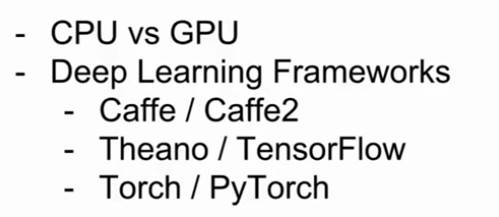 - CPU vs GPU
- Deep Learning Frameworks
- Caffe / Caffe2
- Theano / TensorFlow
- Torch / PyTorch